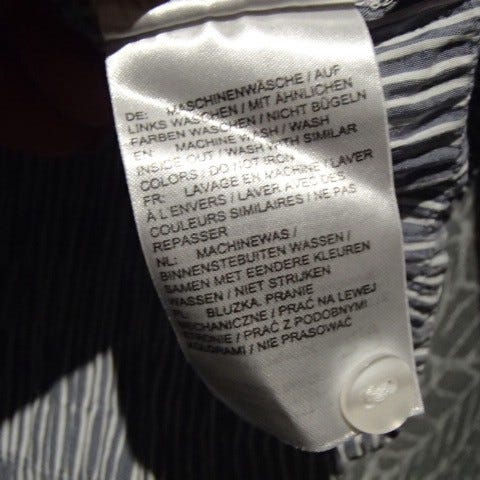 DE: MASCHINENWÄSCHE / AUF
LINKS WASCHEN / MIT ÄHNLICHEN
FARBEN WASCHEN / NICHT BÜGELN
EN: MACHINE WASH / WASH
INSIDE OUT / WASH WITH SIMILAR
COLORS / DO NOT IRON
FR: LAVAGE EN MACHINE / LAVER
À L'ENVERS / LAVER AVEC DES
COULEURS SIMILAIRES / NE PAS
REPASSER
NL: MACHINEWAS /
BINNENSTEBUITEN WASSEN /
SAMEN MET EENDERE KLEUREN
WASSEN / NIET STRIJKEN
PL: BLUZKA. PRANIE
MECHANICZNE / PRAĆ NA LEWEJ
STRONIE / PRAĆ Z PODOBNYMI
KOLORAMI / NIE PRASOWAĆ